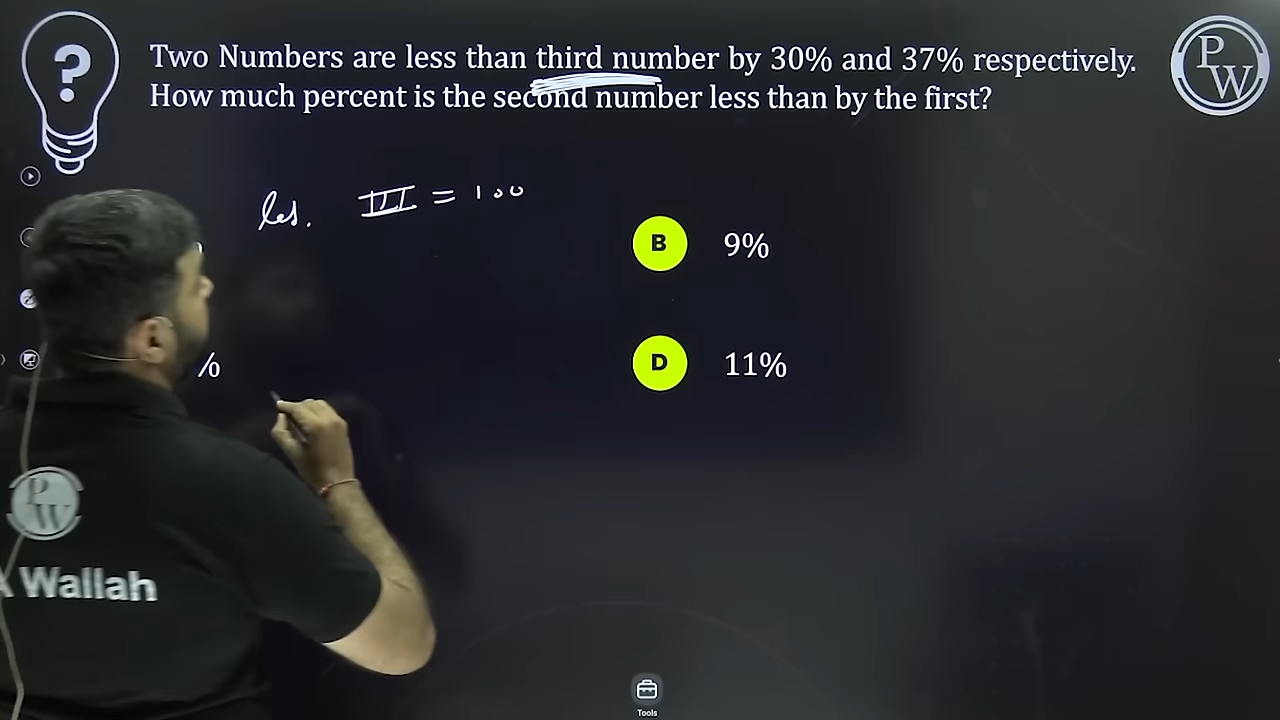 Two Numbers are less than third number by 30% and 37% respectively.
How much percent is the second number less than by the first?
P
W
let. III = 100
B 9%
%
D 11%
P
W
Wallah
Tools